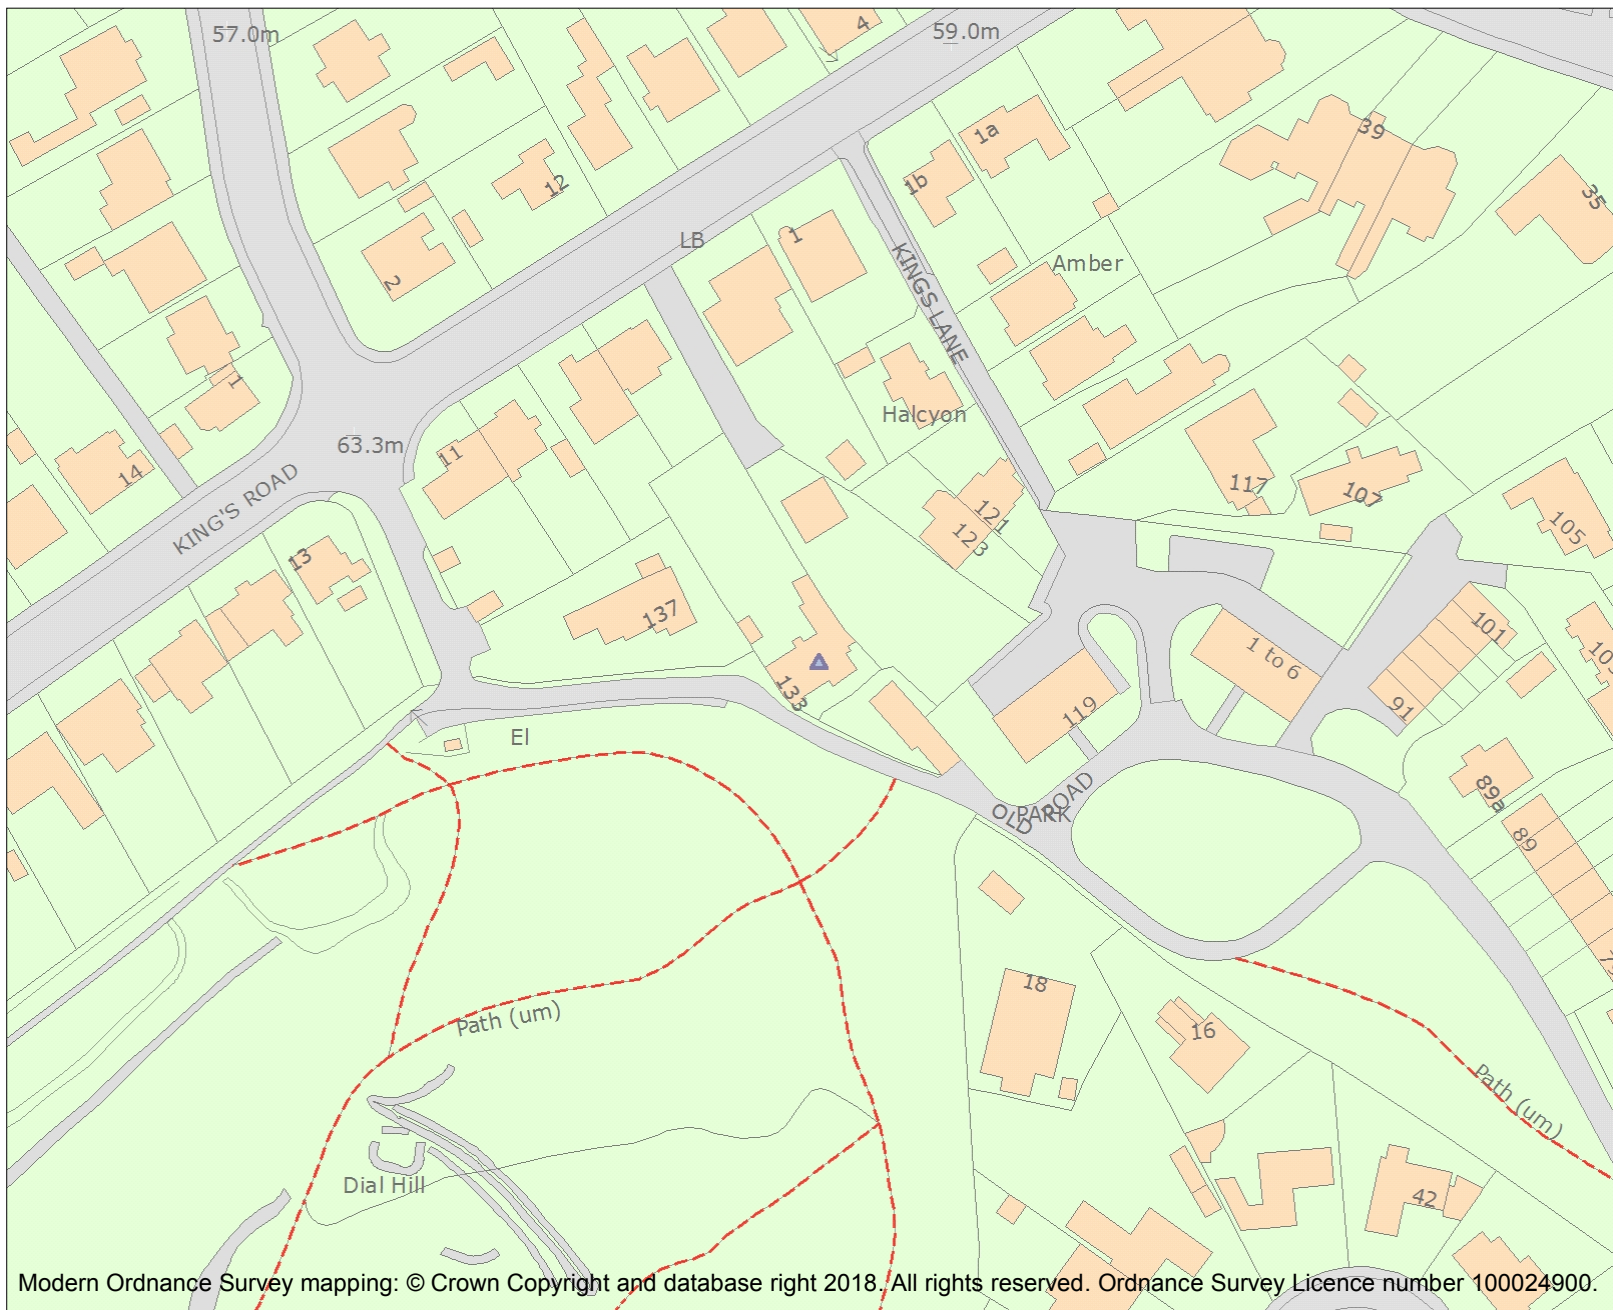 57.0m
59.0m
4
39
1a
1b
12
35
LB
1
2
KINGS LANE
Amber
1
Halcyon
63.3m
11
14
117
107
KING'S ROAD
121
123
105
13
137
101
1 to 6
133
119
91
El
OLD PARK ROAD
89a
89
18
16
Path (um)
Path (um)
Dial Hill
42
Modern Ordnance Survey mapping: © Crown Copyright and database right 2018. All rights reserved. Ordnance Survey Licence number 100024900.